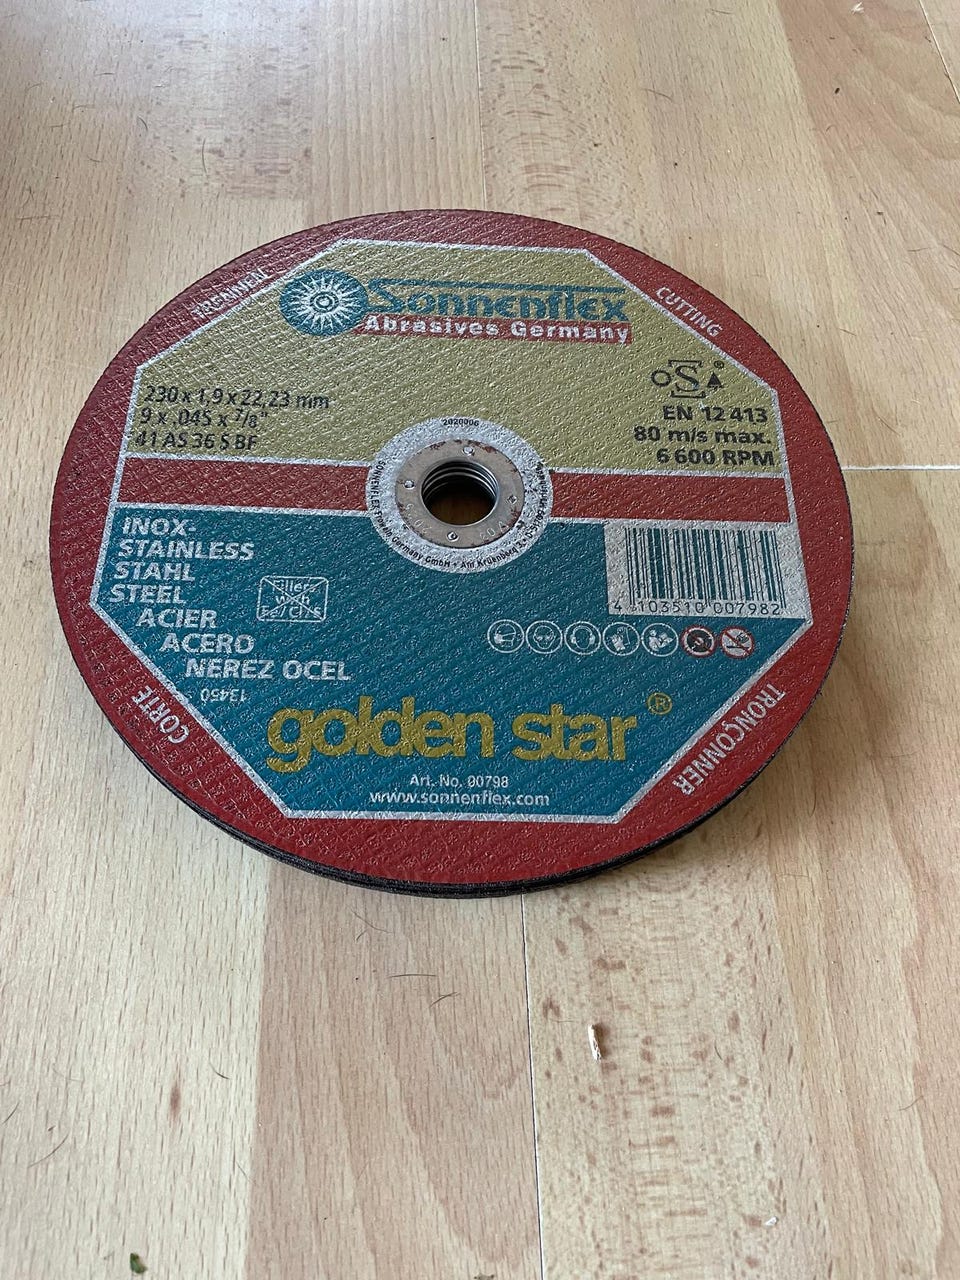 TRENNEN
CUTTING
Sonnenflex
Abrasives Germany
230 x 1,9 x 22,23 mm
9 x .045 x 7/8"
41 AS 36 S BF
OSA®
EN 12 413
80 m/s max.
6 600 RPM
2020006
INOX-
STAINLESS
STAHL
STEEL
ACIER
ACERO
NEREZ OCEL
13450
4 103510 007982
CORTE
TRONÇONNER
golden star®
Art. No. 00798
www.sonnenflex.com